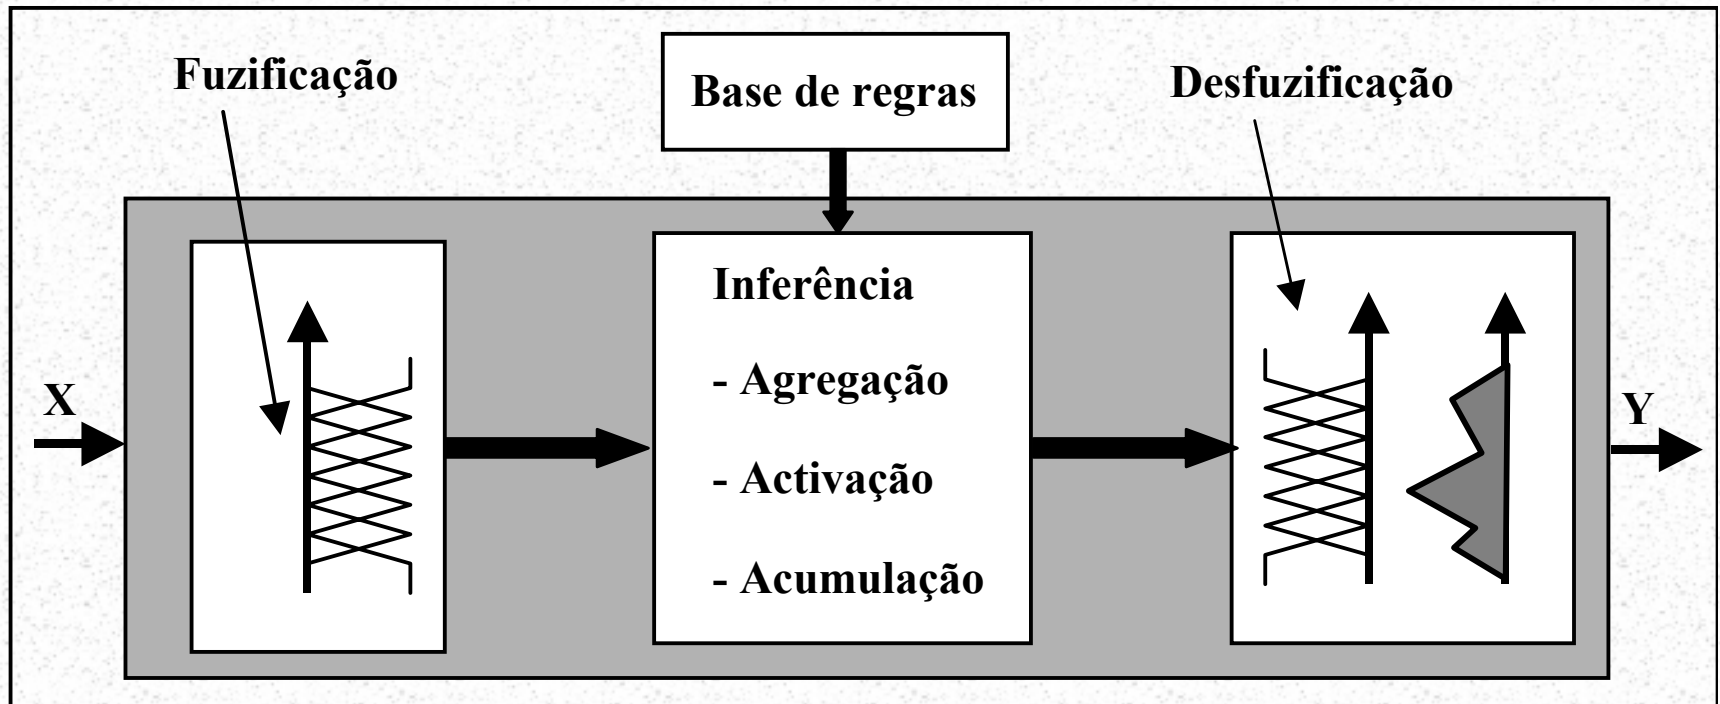 Fuzificação
Base de regras
Desfuzificação
X
Inferência
- Agregação
- Activação
- Acumulação
Y